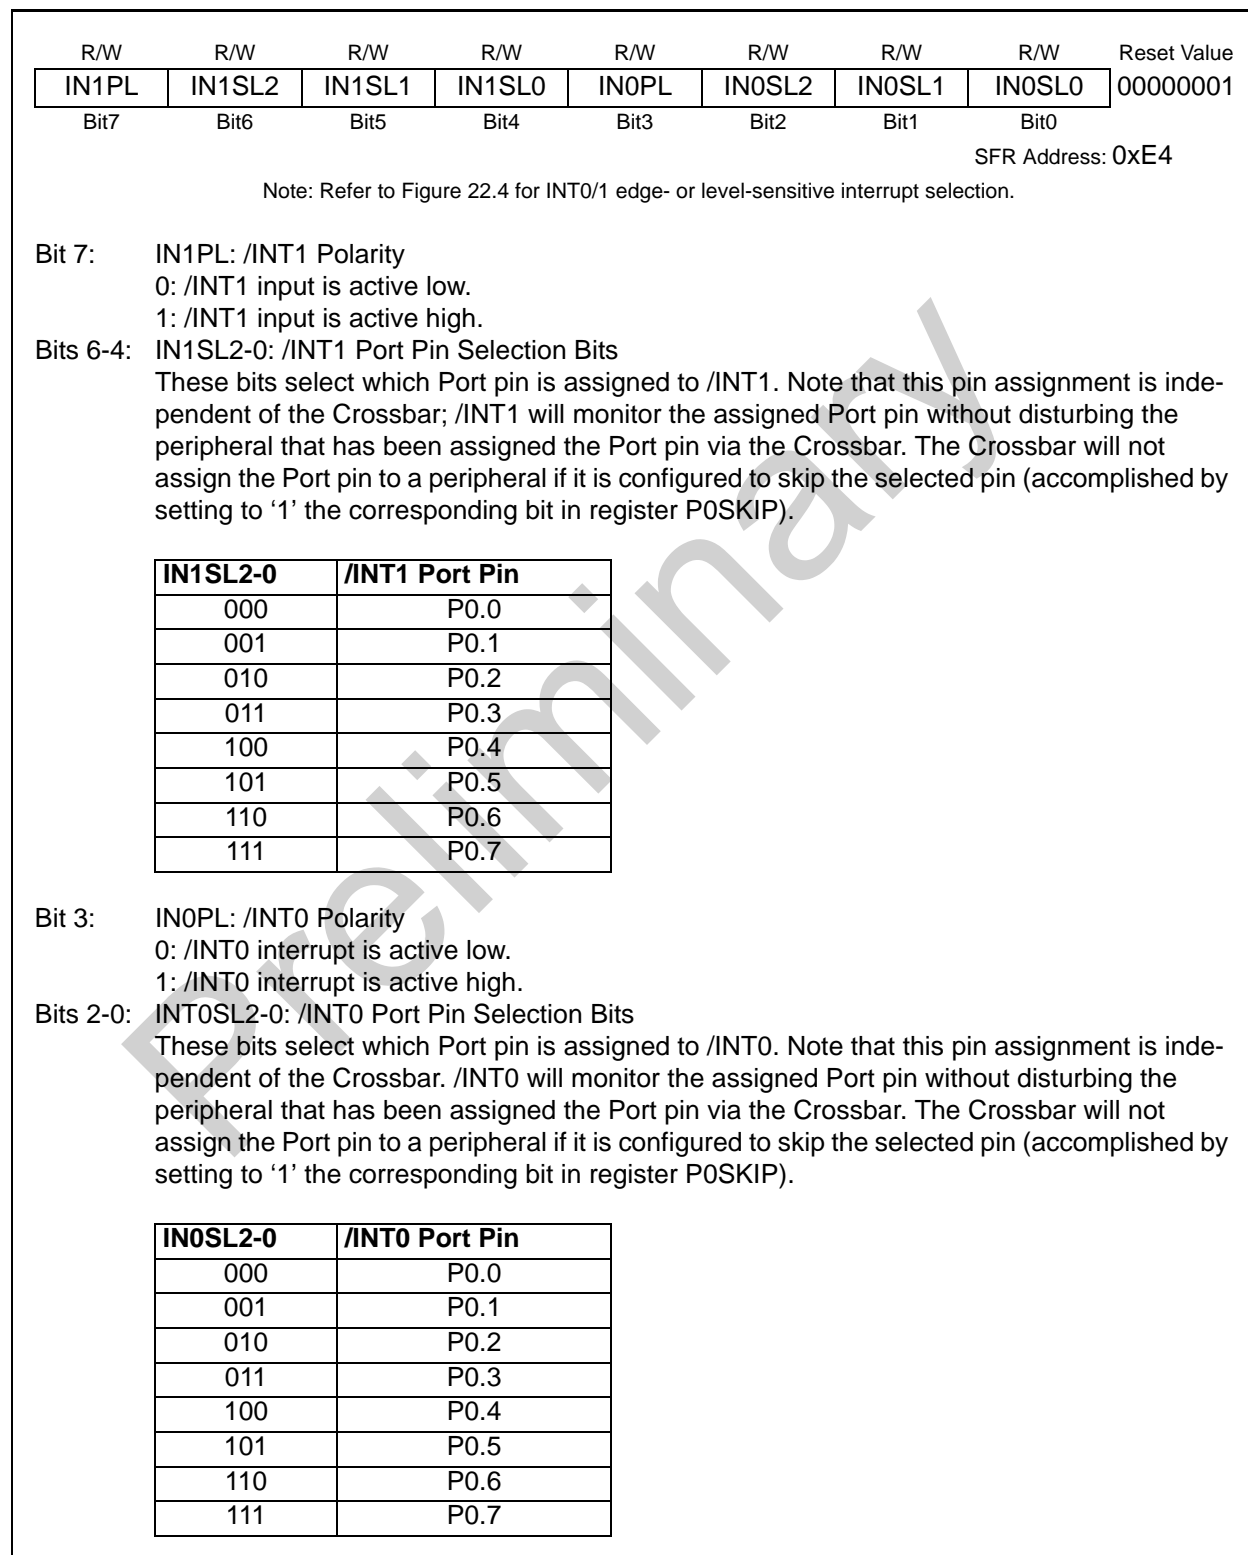 R/W R/W R/W R/W R/W R/W R/W R/W Reset Value
IN1PL IN1SL2 IN1SL1 IN1SL0 IN0PL IN0SL2 IN0SL1 IN0SL0 00000001
Bit7 Bit6 Bit5 Bit4 Bit3 Bit2 Bit1 Bit0
SFR Address: 0xE4
Note: Refer to Figure 22.4 for INT0/1 edge- or level-sensitive interrupt selection.
Bit 7: IN1PL: /INT1 Polarity
0: /INT1 input is active low.
1: /INT1 input is active high.
Bits 6-4: IN1SL2-0: /INT1 Port Pin Selection Bits
These bits select which Port pin is assigned to /INT1. Note that this pin assignment is inde-
pendent of the Crossbar; /INT1 will monitor the assigned Port pin without disturbing the
peripheral that has been assigned the Port pin via the Crossbar. The Crossbar will not
assign the Port pin to a peripheral if it is configured to skip the selected pin (accomplished by
setting to ‘1’ the corresponding bit in register P0SKIP).
IN1SL2-0 /INT1 Port Pin
000 P0.0
001 P0.1
010 P0.2
011 P0.3
100 P0.4
101 P0.5
110 P0.6
111 P0.7
Bit 3: IN0PL: /INT0 Polarity
0: /INT0 interrupt is active low.
1: /INT0 interrupt is active high.
Bits 2-0: INT0SL2-0: /INT0 Port Pin Selection Bits
These bits select which Port pin is assigned to /INT0. Note that this pin assignment is inde-
pendent of the Crossbar. /INT0 will monitor the assigned Port pin without disturbing the
peripheral that has been assigned the Port pin via the Crossbar. The Crossbar will not
assign the Port pin to a peripheral if it is configured to skip the selected pin (accomplished by
setting to ‘1’ the corresponding bit in register P0SKIP).
IN0SL2-0 /INT0 Port Pin
000 P0.0
001 P0.1
010 P0.2
011 P0.3
100 P0.4
101 P0.5
110 P0.6
111 P0.7
Preliminary